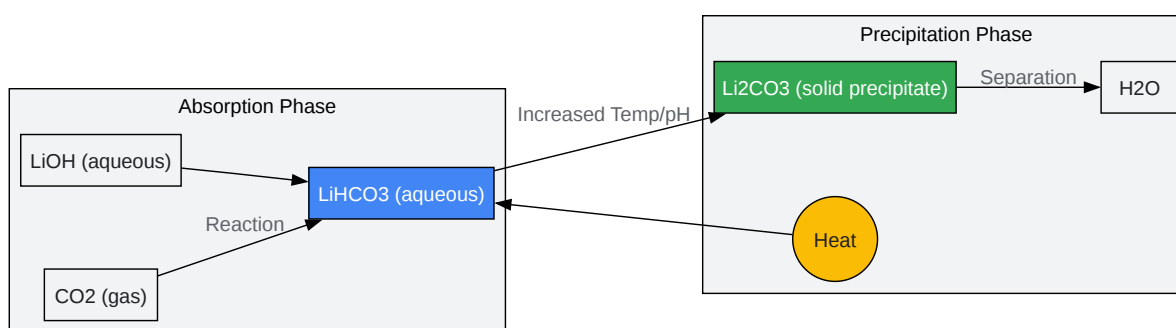 Absorption Phase
LiOH (aqueous)
Reaction
CO2 (gas)
LiHCO3 (aqueous)
Increased Temp/pH
Precipitation Phase
Li2CO3 (solid precipitate)
Separation
H2O
Heat